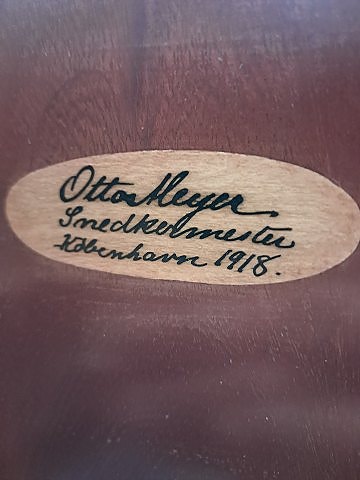 Otto Meyer.
Snedkermester
København 1918.